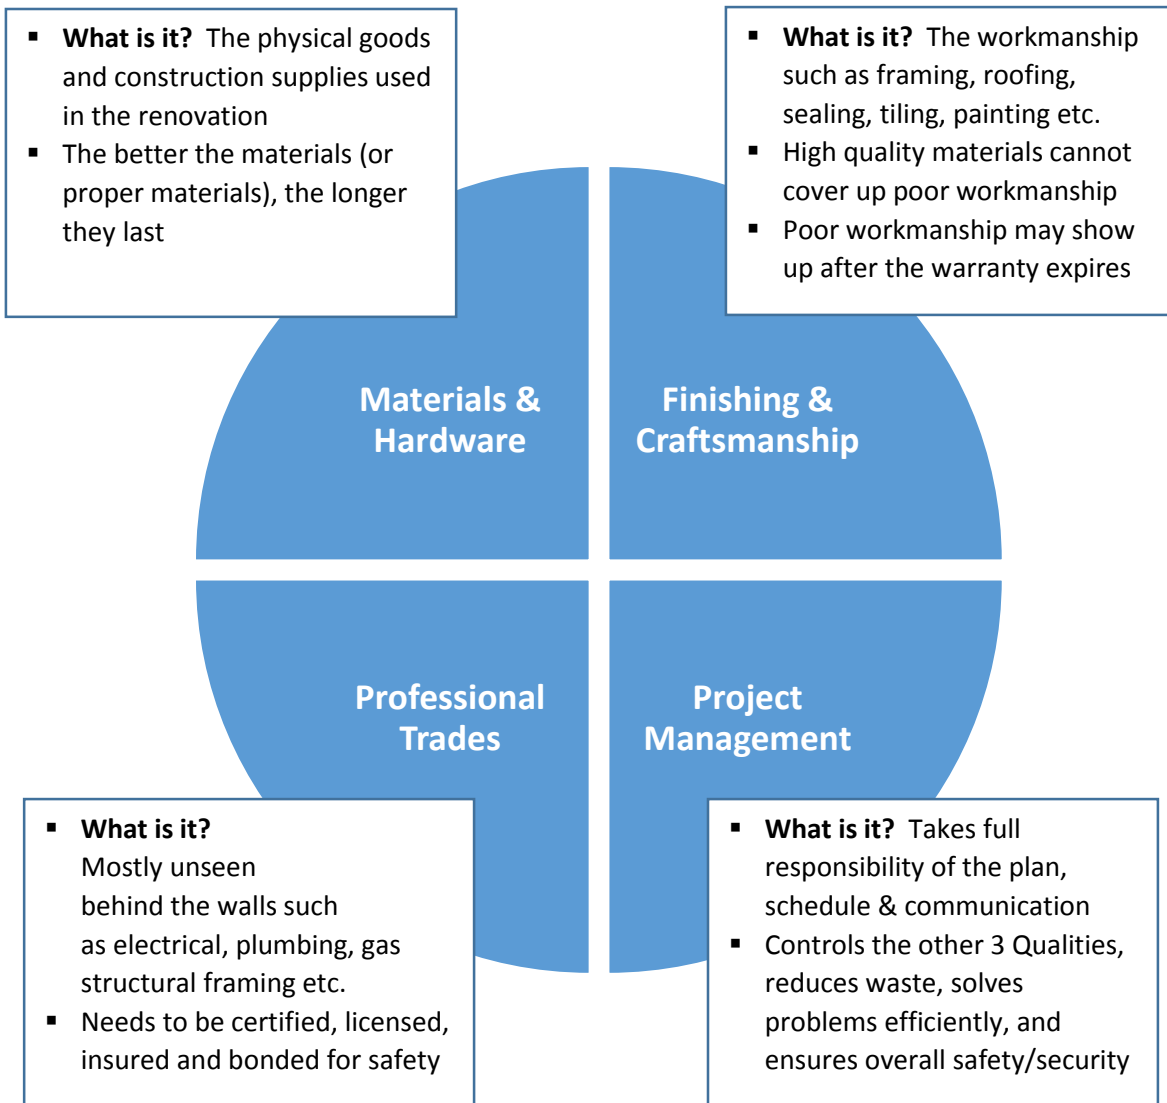 ▪ What is it? The physical goods
and construction supplies used
in the renovation
▪ The better the materials (or
proper materials), the longer
they last
▪ What is it? The workmanship
such as framing, roofing,
sealing, tiling, painting etc.
▪ High quality materials cannot
cover up poor workmanship
▪ Poor workmanship may show
up after the warranty expires
Materials &
Hardware
Finishing &
Craftsmanship
Professional
Trades
Project
Management
▪ What is it?
Mostly unseen
behind the walls such
as electrical, plumbing, gas
structural framing etc.
▪ Needs to be certified, licensed,
insured and bonded for safety
▪ What is it? Takes full
responsibility of the plan,
schedule & communication
▪ Controls the other 3 Qualities,
reduces waste, solves
problems efficiently, and
ensures overall safety/security